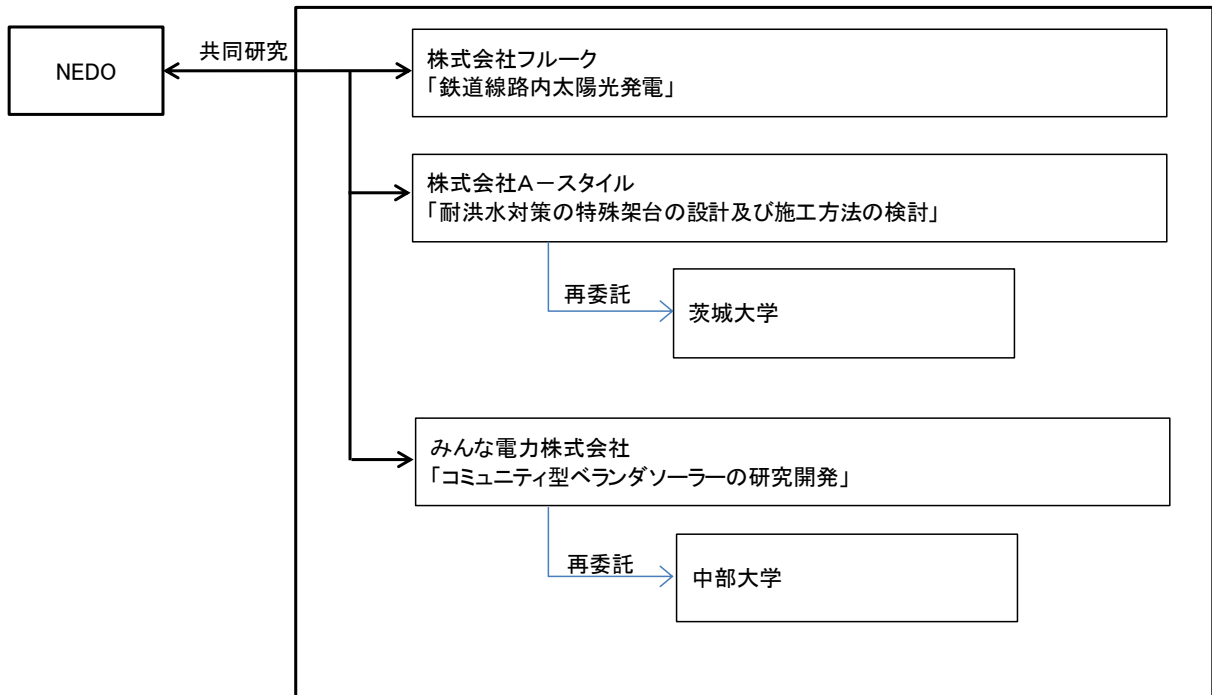 NEDO
共同研究
株式会社フルーク
「鉄道線路内太陽光発電」
株式会社A－スタイル
「耐洪水対策の特殊架台の設計及び施工方法の検討」
再委託
茨城大学
みんな電力株式会社
「コミュニティ型ベランダソーラーの研究開発」
再委託
中部大学